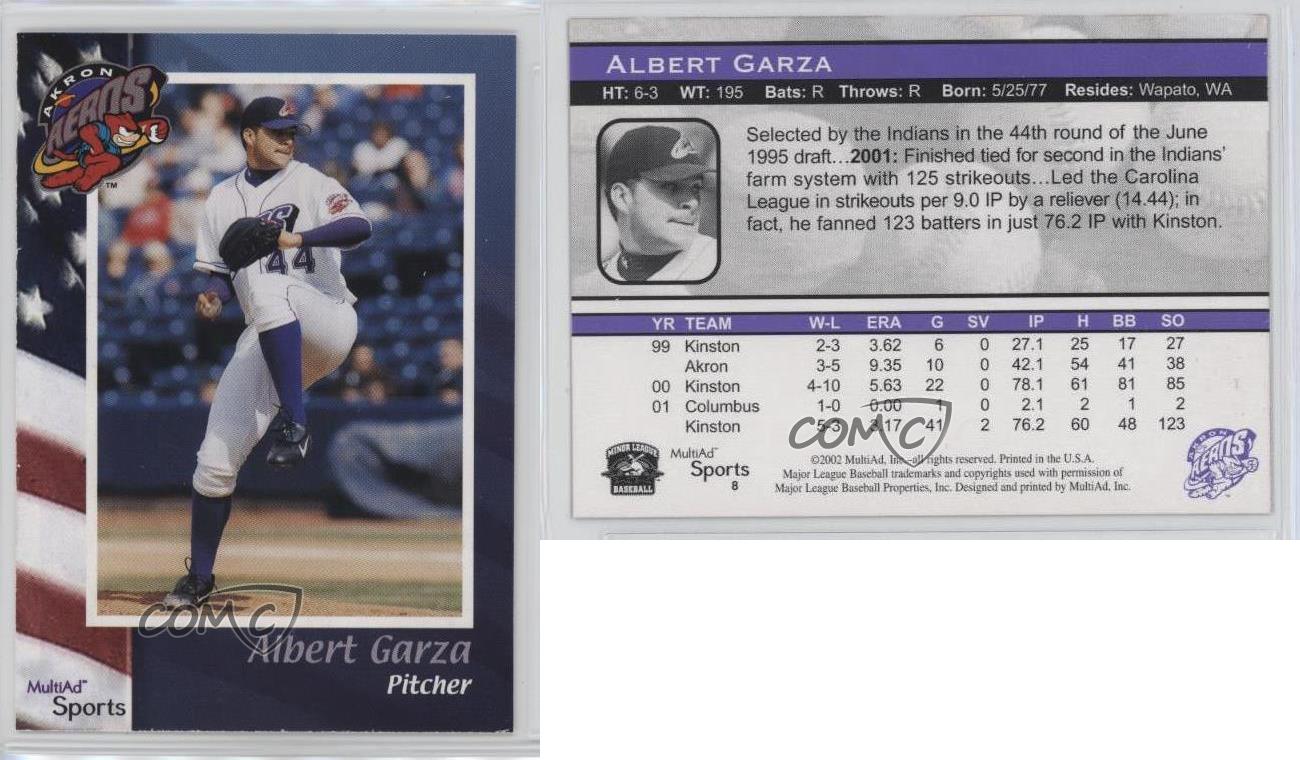 AKRON
AEROS
TM
44
COMC
Albert Garza
Pitcher
MultiAd™
Sports
ALBERT GARZA
HT: 6-3 WT: 195 Bats: R Throws: R Born: 5/25/77 Resides: Wapato, WA
Selected by the Indians in the 44th round of the June
1995 draft...2001: Finished tied for second in the Indians'
farm system with 125 strikeouts...Led the Carolina
League in strikeouts per 9.0 IP by a reliever (14.44); in
fact, he fanned 123 batters in just 76.2 IP with Kinston.
YR TEAM W-L ERA G SV IP H BB SO
99 Kinston 2-3 3.62 6 0 27.1 25 17 27
Akron 3-5 9.35 10 0 42.1 54 41 38
00 Kinston 4-10 5.63 22 0 78.1 61 81 85
01 Columbus 1-0 0.00 1 0 2.1 2 1 2
Kinston 5-3 3.17 41 2 76.2 60 48 123
COMC
MINOR LEAGUE
BASEBALL
MultiAd™
Sports
8
©2002 MultiAd, Inc. all rights reserved. Printed in the U.S.A.
Major League Baseball trademarks and copyrights used with permission of
Major League Baseball Properties, Inc. Designed and printed by MultiAd, Inc.
AKRON
AEROS